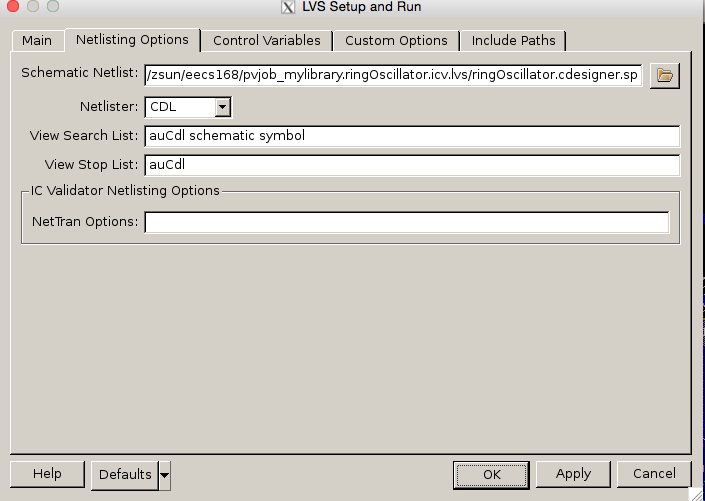 LVS Setup and Run
Main Netlisting Options Control Variables Custom Options Include Paths
Schematic Netlist: /zsun/eecs168/pvjob_mylibrary.ringOscillator.icv.lvs/ringOscillator.cdesigner.sp
Netlister: CDL
View Search List: auCdl schematic symbol
View Stop List: auCdl
IC Validator Netlisting Options
NetTran Options:
Help Defaults OK Apply Cancel